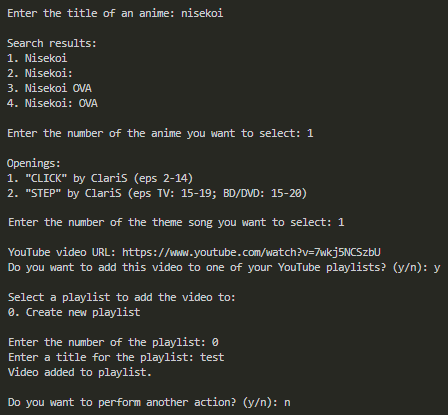 Enter the title of an anime: nisekoi
Search results:
1. Nisekoi
2. Nisekoi:
3. Nisekoi OVA
4. Nisekoi: OVA
Enter the number of the anime you want to select: 1
Openings:
1. "CLICK" by ClariS (eps 2-14)
2. "STEP" by ClariS (eps TV: 15-19; BD/DVD: 15-20)
Enter the number of the theme song you want to select: 1
YouTube video URL: https://www.youtube.com/watch?v=7wkj5NCSzbU
Do you want to add this video to one of your YouTube playlists? (y/n): y
Select a playlist to add the video to:
0. Create new playlist
Enter the number of the playlist: 0
Enter a title for the playlist: test
Video added to playlist.
Do you want to perform another action? (y/n): n